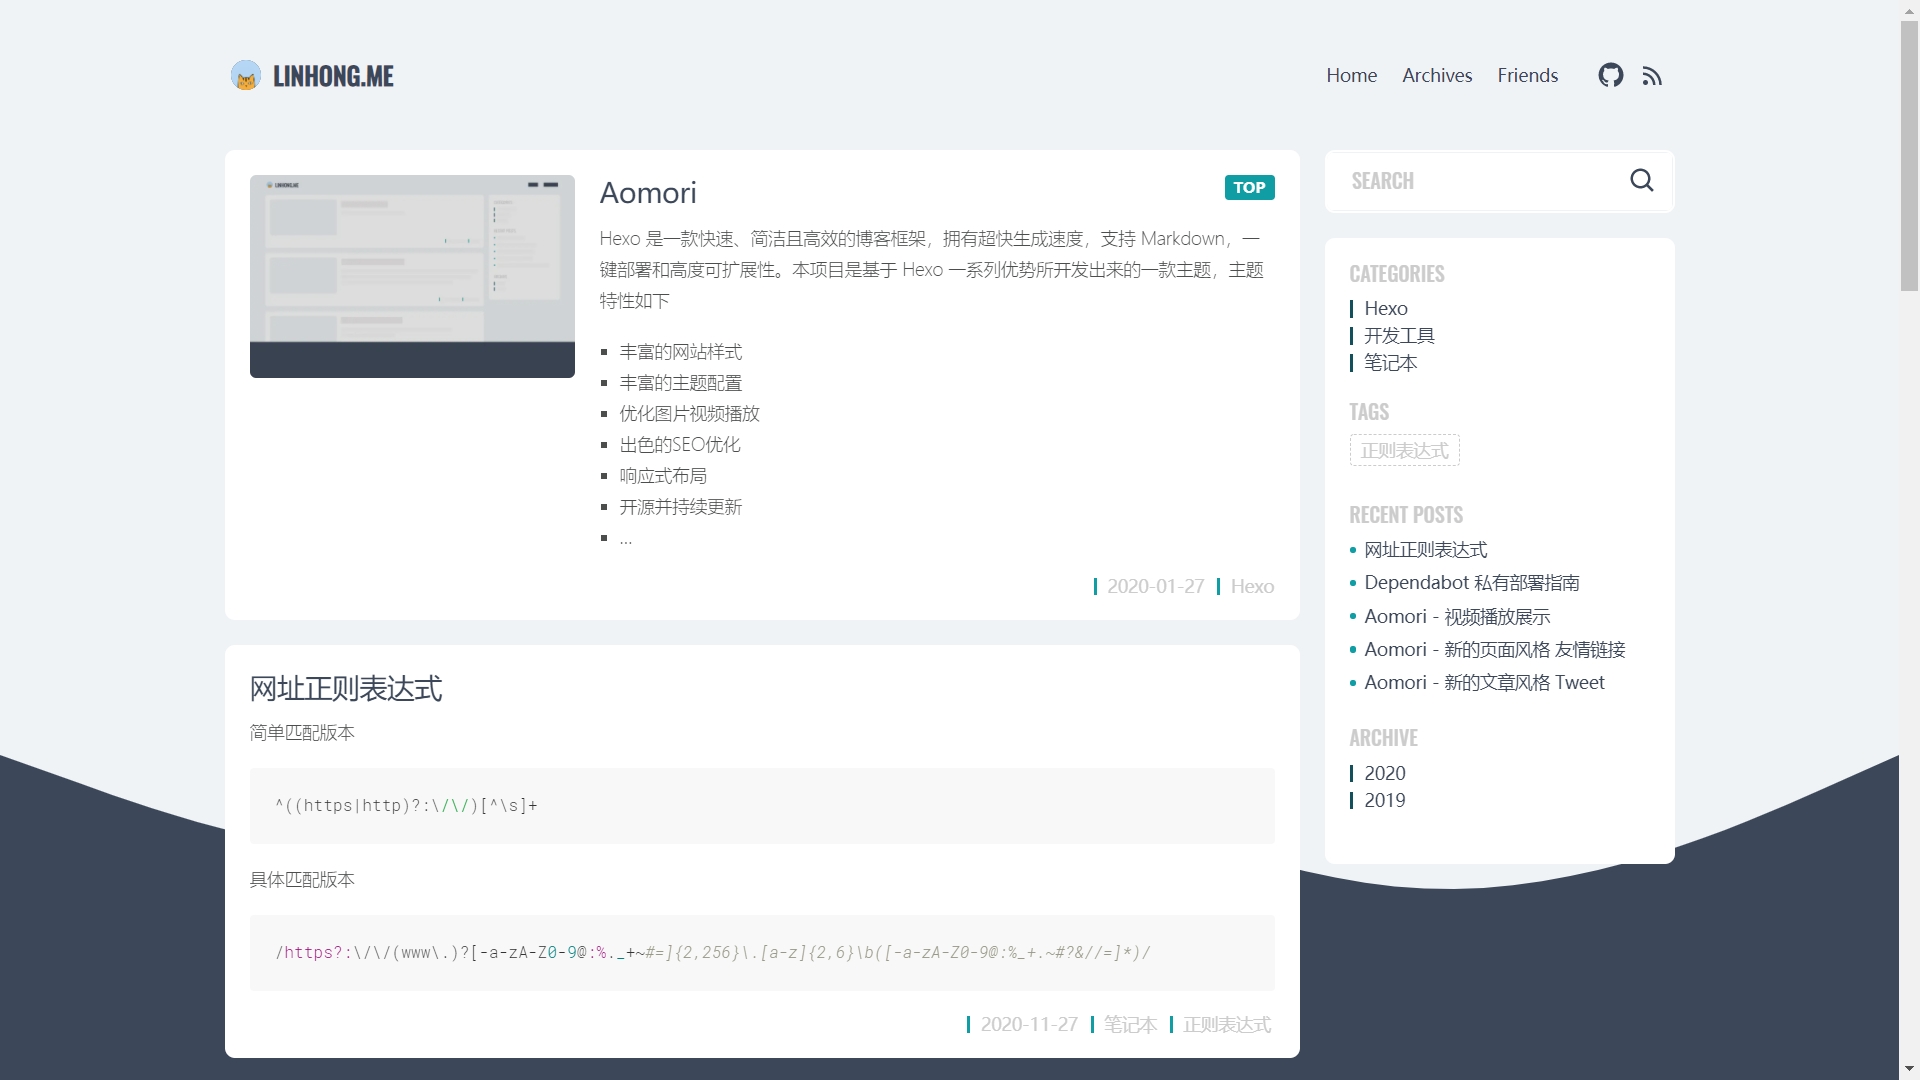 LINHONG.ME
Home
Archives
Friends
LINHONG.ME
Aomori
TOP
Hexo 是一款快速、简洁且高效的博客框架，拥有超快生成速度，支持 Markdown，一
键部署和高度可扩展性。本项目是基于 Hexo 一系列优势所开发出来的一款主题，主题
特性如下
丰富的网站样式
丰富的主题配置
优化图片视频播放
出色的SEO优化
响应式布局
开源并持续更新
...
2020-01-27
Hexo
网址正则表达式
简单匹配版本
^((https|http)?:\/\/)[^\s]+
具体匹配版本
/https?:\/\/(www\.)?[-a-zA-Z0-9@:%._+~#=]{2,256}\.[a-z]{2,6}\b([-a-zA-Z0-9@:%_+.~#?&//=]*)/
2020-11-27
笔记本
正则表达式
SEARCH
CATEGORIES
Hexo
开发工具
笔记本
TAGS
正则表达式
RECENT POSTS
网址正则表达式
Dependabot 私有部署指南
Aomori - 视频播放展示
Aomori - 新的页面风格 友情链接
Aomori - 新的文章风格 Tweet
ARCHIVE
2020
2019